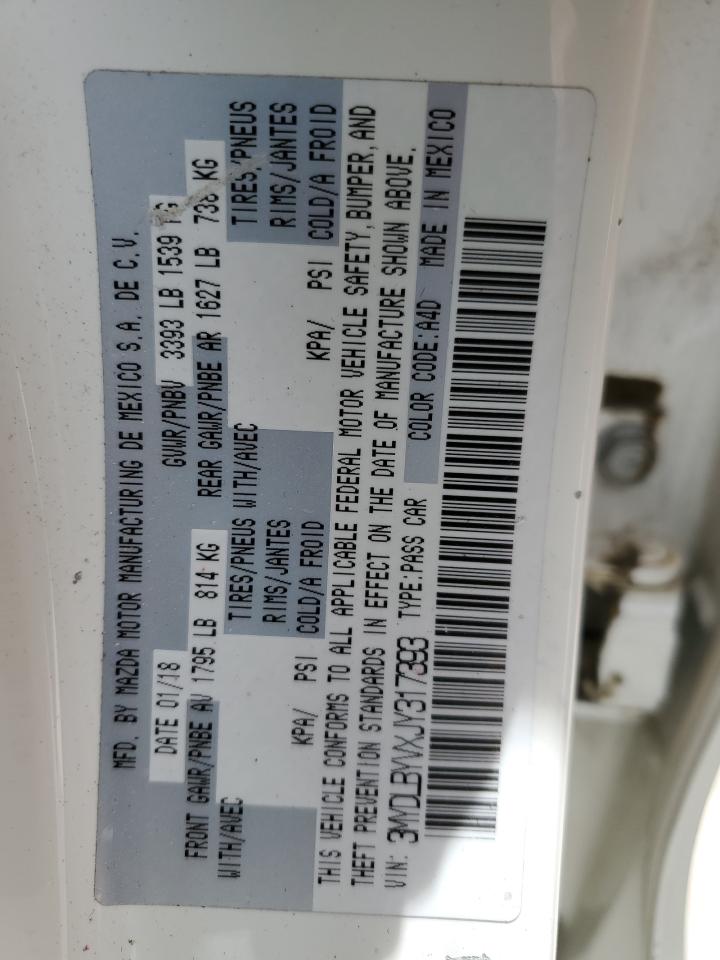 MFD. BY MAZDA MOTOR MANUFACTURING DE MEXICO S.A. DE C.V.
DATE 01/18 GVWR/PNBV 3393 LB 1539 KG
FRONT GAWR/PNBE AV 1795 LB 814 KG REAR GAWR/PNBE AR 1627 LB 738 KG
WITH/AVEC TIRES/PNEUS WITH/AVEC TIRES/PNEUS
RIMS/JANTES RIMS/JANTES
KPA/ PSI COLD/A FROID KPA/ PSI COLD/A FROID
THIS VEHICLE CONFORMS TO ALL APPLICABLE FEDERAL MOTOR VEHICLE SAFETY, BUMPER, AND
THEFT PREVENTION STANDARDS IN EFFECT ON THE DATE OF MANUFACTURE SHOWN ABOVE.
VIN: 3MYDLBYVXJY317393 TYPE:PASS CAR COLOR CODE:A4D MADE IN MEXICO